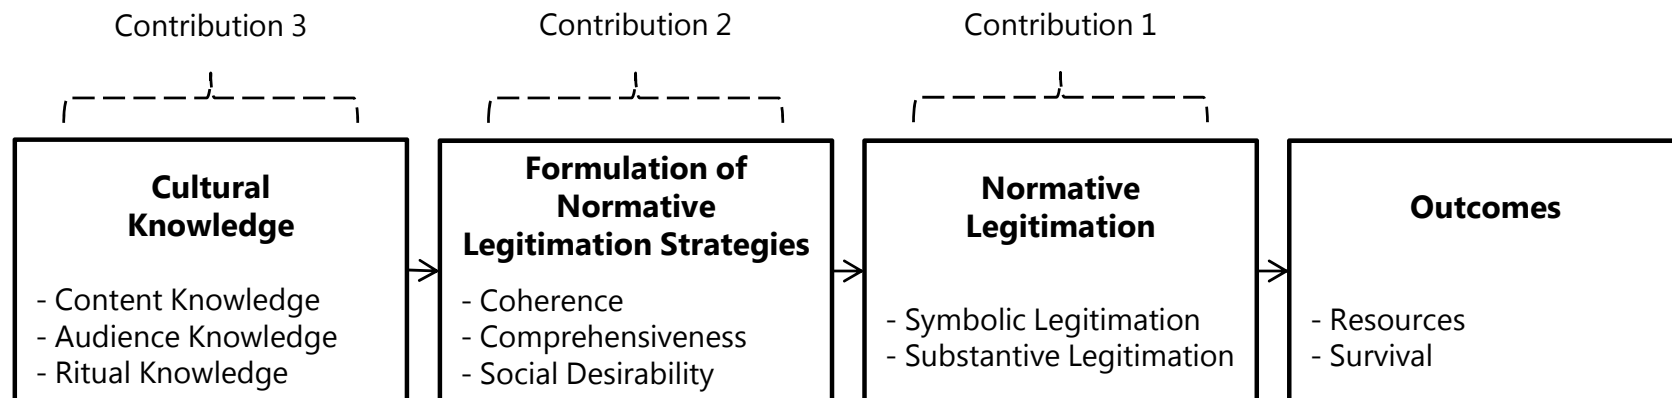 Contribution 3
Contribution 2
Contribution 1
Cultural
Knowledge
- Content Knowledge
- Audience Knowledge
- Ritual Knowledge
Formulation of
Normative
Legitimation Strategies
- Coherence
- Comprehensiveness
- Social Desirability
Normative
Legitimation
- Symbolic Legitimation
- Substantive Legitimation
Outcomes
- Resources
- Survival